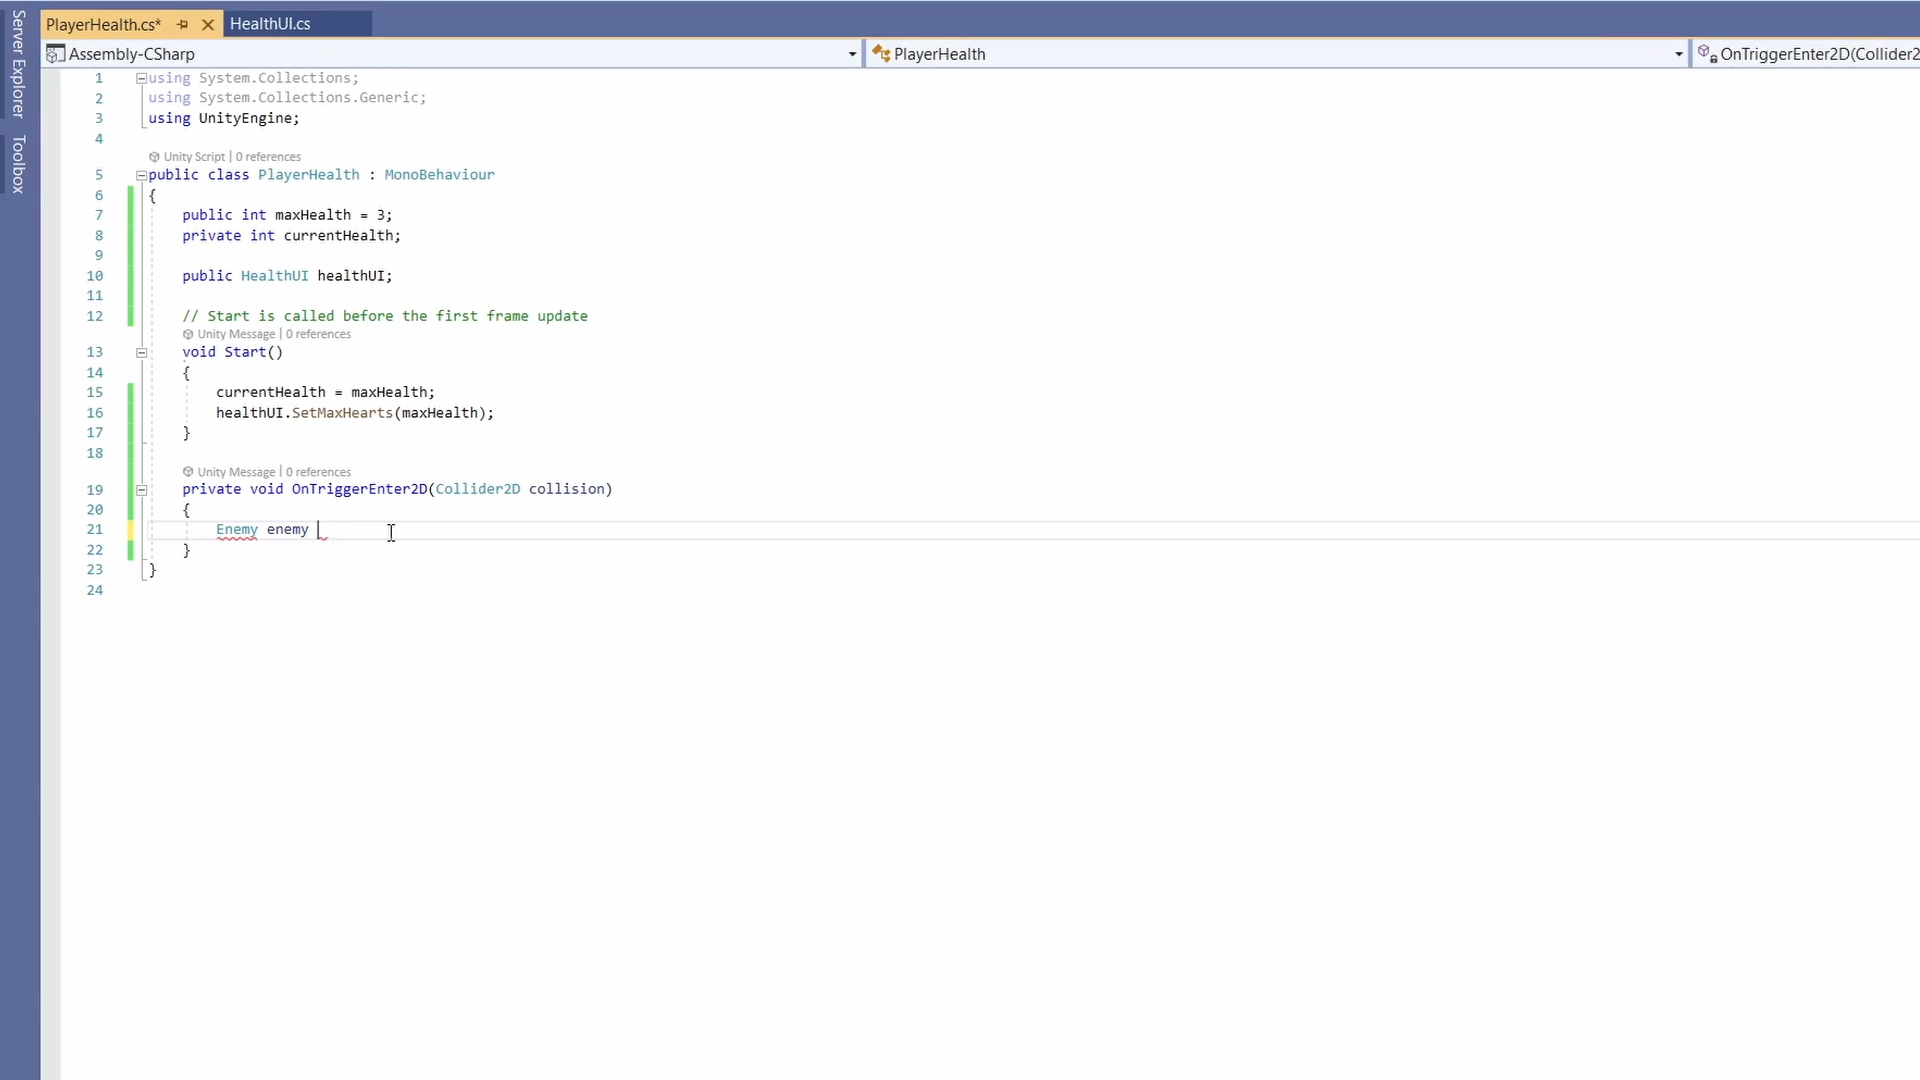 Server Explorer
Toolbox
PlayerHealth.cs*
HealthUI.cs
Assembly-CSharp
PlayerHealth
OnTriggerEnter2D(Collider2
1 using System.Collections;
2 using System.Collections.Generic;
3 using UnityEngine;
4
Unity Script | 0 references
5 public class PlayerHealth : MonoBehaviour
6 {
7 public int maxHealth = 3;
8 private int currentHealth;
9
10 public HealthUI healthUI;
11
12 // Start is called before the first frame update
Unity Message | 0 references
13 void Start()
14 {
15 currentHealth = maxHealth;
16 healthUI.SetMaxHearts(maxHealth);
17 }
18
Unity Message | 0 references
19 private void OnTriggerEnter2D(Collider2D collision)
20 {
21 Enemy enemy
22 }
23 }
24